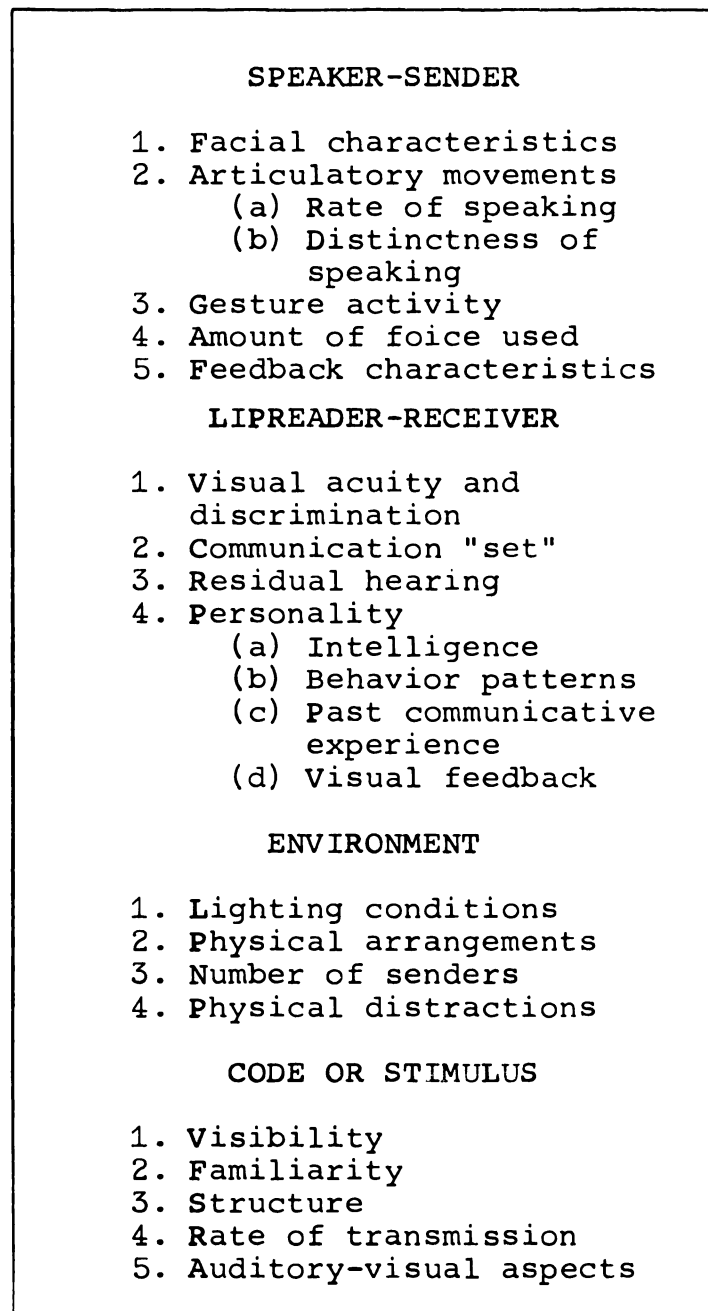 SPEAKER-SENDER
1. Facial characteristics
2. Articulatory movements
(a) Rate of speaking
(b) Distinctness of
speaking
3. Gesture activity
4. Amount of foice used
5. Feedback characteristics
LIPREADER-RECEIVER
1. Visual acuity and
discrimination
2. Communication "set"
3. Residual hearing
4. Personality
(a) Intelligence
(b) Behavior patterns
(c) Past communicative
experience
(d) Visual feedback
ENVIRONMENT
1. Lighting conditions
2. Physical arrangements
3. Number of senders
4. Physical distractions
CODE OR STIMULUS
1. Visibility
2. Familiarity
3. Structure
4. Rate of transmission
5. Auditory-visual aspects